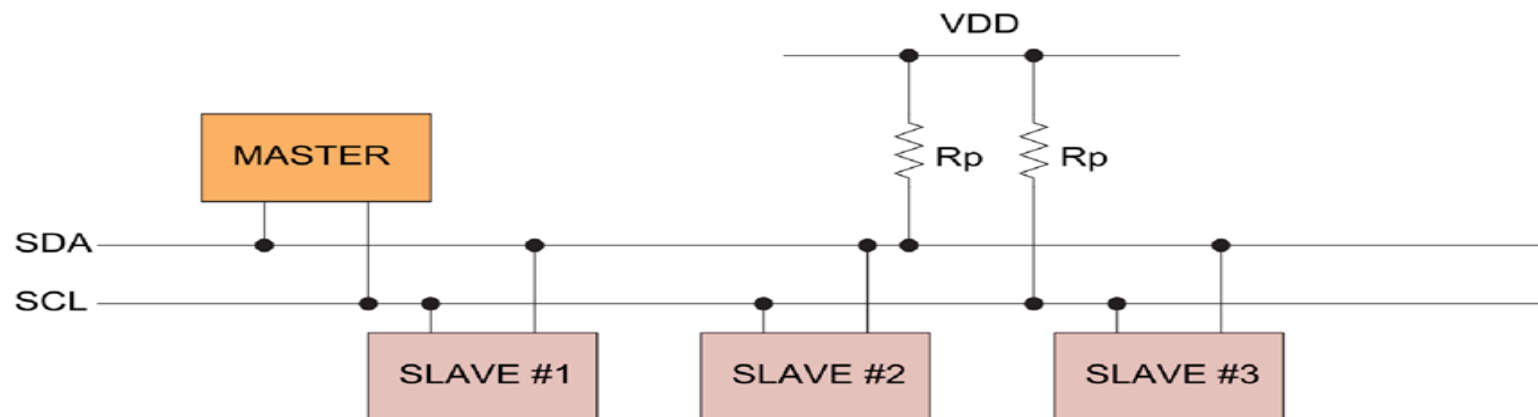 VDD
MASTER
Rp
Rp
SDA
SCL
SLAVE #1
SLAVE #2
SLAVE #3